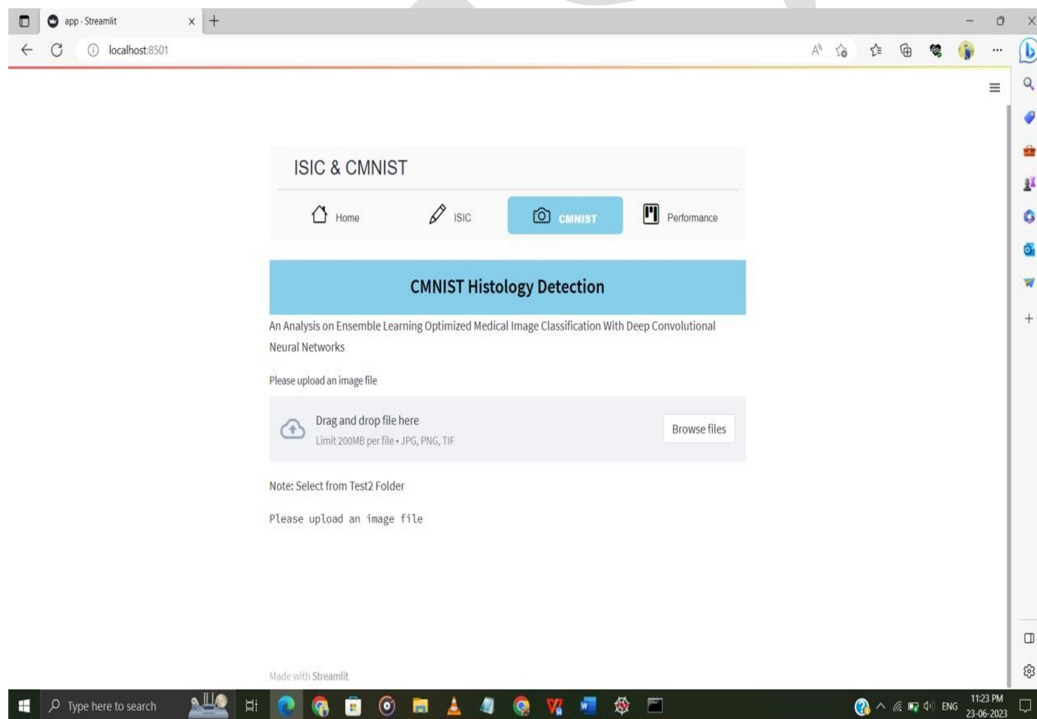 app · Streamlit
localhost:8501
ISIC & CMNIST
Home
ISIC
CMNIST
Performance
CMNIST Histology Detection
An Analysis on Ensemble Learning Optimized Medical Image Classification With Deep Convolutional
Neural Networks
Please upload an image file
Drag and drop file here
Limit 200MB per file • JPG, PNG, TIF
Browse files
Note: Select from Test2 Folder
Please upload an image file
Made with Streamlit
Type here to search
ENG
11:23 PM
23-06-2023